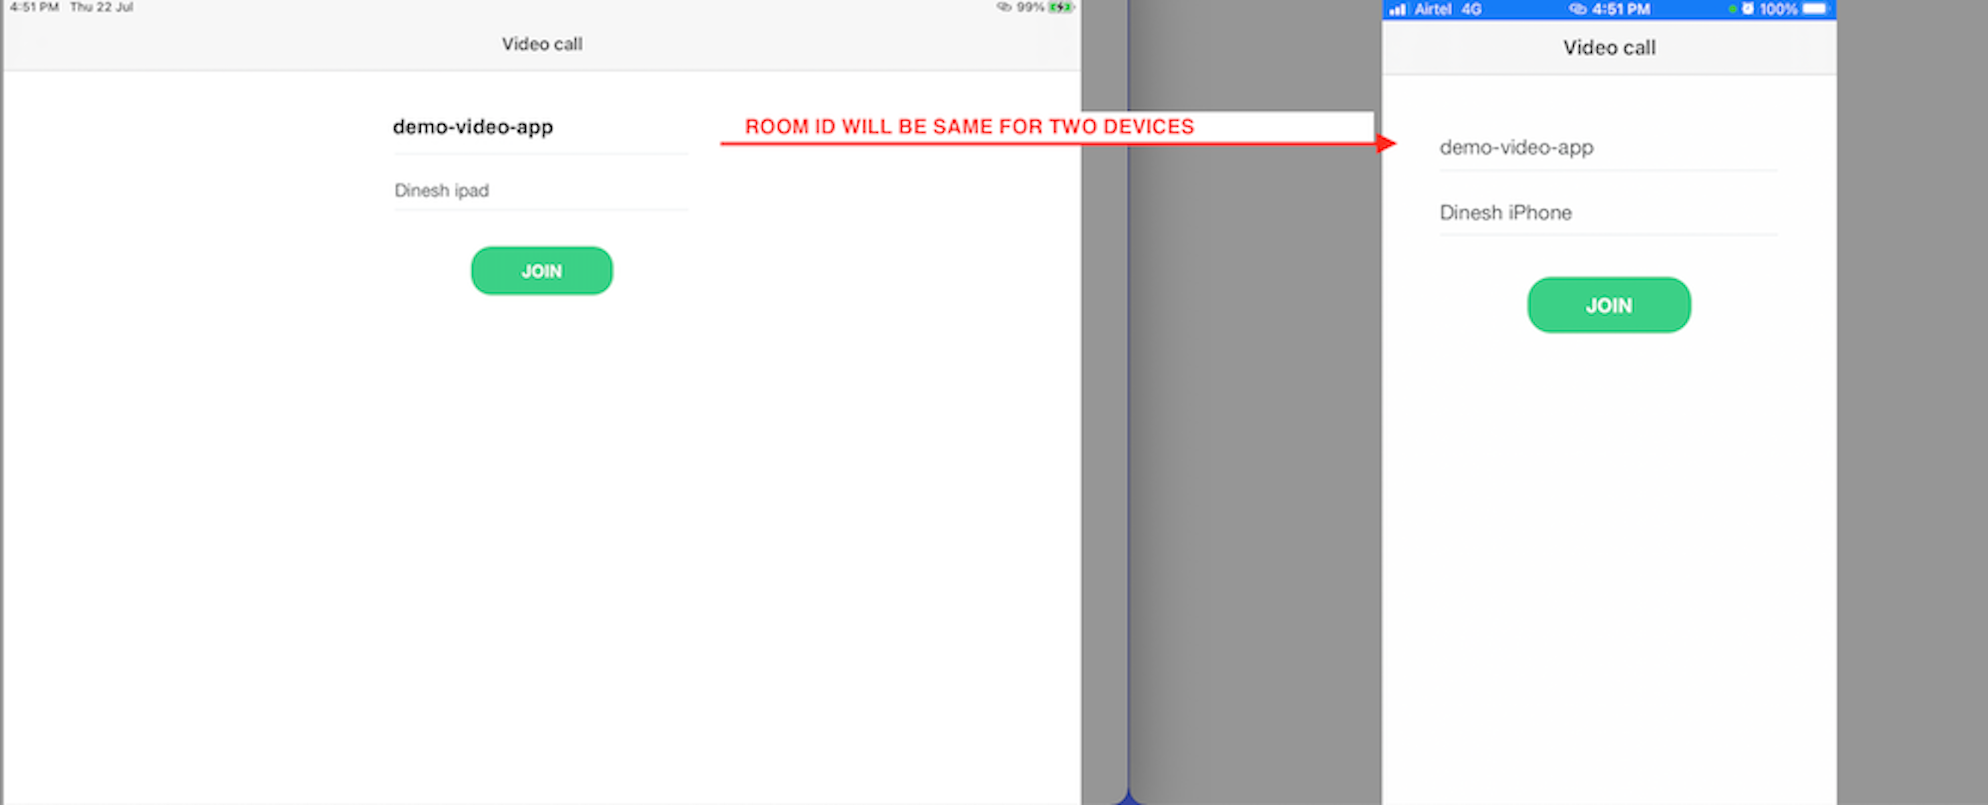 4:51 PM Thu 22 Jul
99%
Video call
demo-video-app
Dinesh ipad
JOIN
ROOM ID WILL BE SAME FOR TWO DEVICES
Airtel 4G
4:51 PM
100%
Video call
demo-video-app
Dinesh iPhone
JOIN